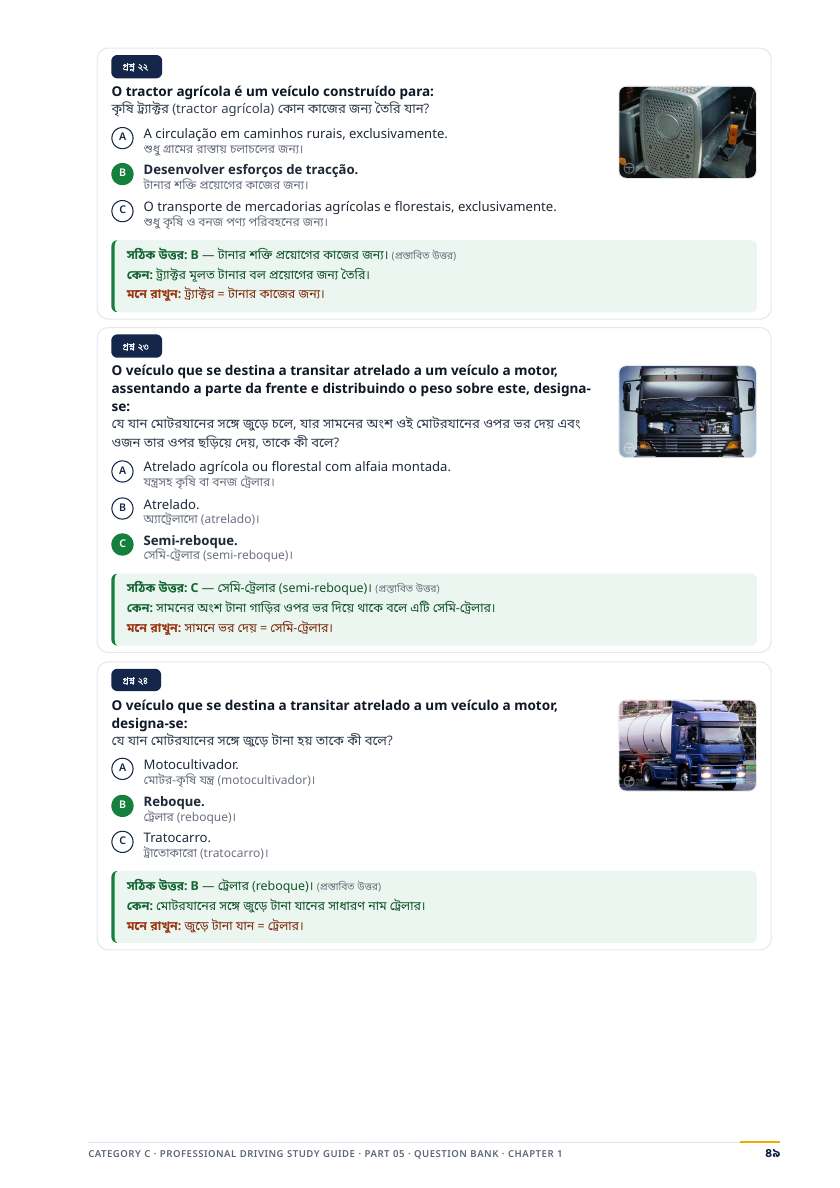 প্রশ্ন ২২
O tractor agrícola é um veículo construído para:
কৃষি ট্র্যাক্টর (tractor agrícola) কোন কাজের জন্য তৈরি যান?
A A circulação em caminhos rurais, exclusivamente.
শুধু গ্রামের রাস্তায় চলাচলের জন্য।
B Desenvolver esforços de tracção.
টানার শক্তি প্রয়োগের কাজের জন্য।
C O transporte de mercadorias agrícolas e florestais, exclusivamente.
শুধু কৃষি ও বনজ পণ্য পরিবহনের জন্য।
সঠিক উত্তর: B — টানার শক্তি প্রয়োগের কাজের জন্য। (প্রস্তাবিত উত্তর)
কেন: ট্র্যাক্টর মূলত টানার বল প্রয়োগের জন্য তৈরি।
মনে রাখুন: ট্র্যাক্টর = টানার কাজের জন্য।
প্রশ্ন ২৩
O veículo que se destina a transitar atrelado a um veículo a motor,
assentando a parte da frente e distribuindo o peso sobre este, designa-
se:
যে যান মোটরযানের সঙ্গে জুড়ে চলে, যার সামনের অংশ ওই মোটরযানের ওপর ভর দেয় এবং
ওজন তার ওপর ছড়িয়ে দেয়, তাকে কী বলে?
A Atrelado agrícola ou florestal com alfaia montada.
যন্ত্রসহ কৃষি বা বনজ ট্রেলার।
B Atrelado.
অ্যাট্রেলাদো (atrelado)।
C Semi-reboque.
সেমি-ট্রেলার (semi-reboque)।
সঠিক উত্তর: C — সেমি-ট্রেলার (semi-reboque)। (প্রস্তাবিত উত্তর)
কেন: সামনের অংশ টানা গাড়ির ওপর ভর দিয়ে থাকে বলে এটি সেমি-ট্রেলার।
মনে রাখুন: সামনে ভর দেয় = সেমি-ট্রেলার।
প্রশ্ন ২৪
O veículo que se destina a transitar atrelado a um veículo a motor,
designa-se:
যে যান মোটরযানের সঙ্গে জুড়ে টানা হয় তাকে কী বলে?
A Motocultivador.
মোটর-কৃষি যন্ত্র (motocultivador)।
B Reboque.
ট্রেলার (reboque)।
C Tratocarro.
ট্রাতোকারো (tratocarro)।
সঠিক উত্তর: B — ট্রেলার (reboque)। (প্রস্তাবিত উত্তর)
কেন: মোটরযানের সঙ্গে জুড়ে টানা যানের সাধারণ নাম ট্রেলার।
মনে রাখুন: জুড়ে টানা যান = ট্রেলার।
CATEGORY C · PROFESSIONAL DRIVING STUDY GUIDE · PART 05 · QUESTION BANK · CHAPTER 1
৪৯